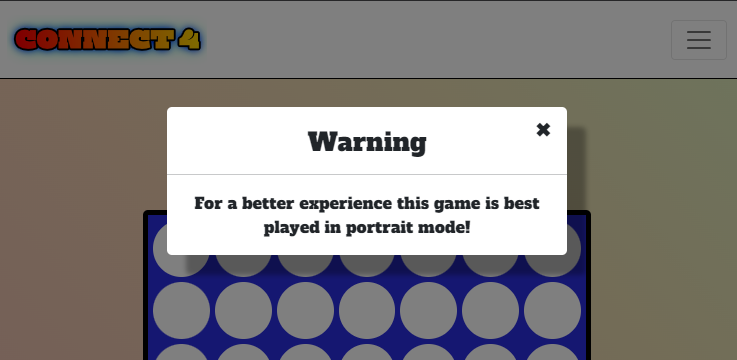 CONNECT 4
Warning
✖
For a better experience this game is best
played in portrait mode!